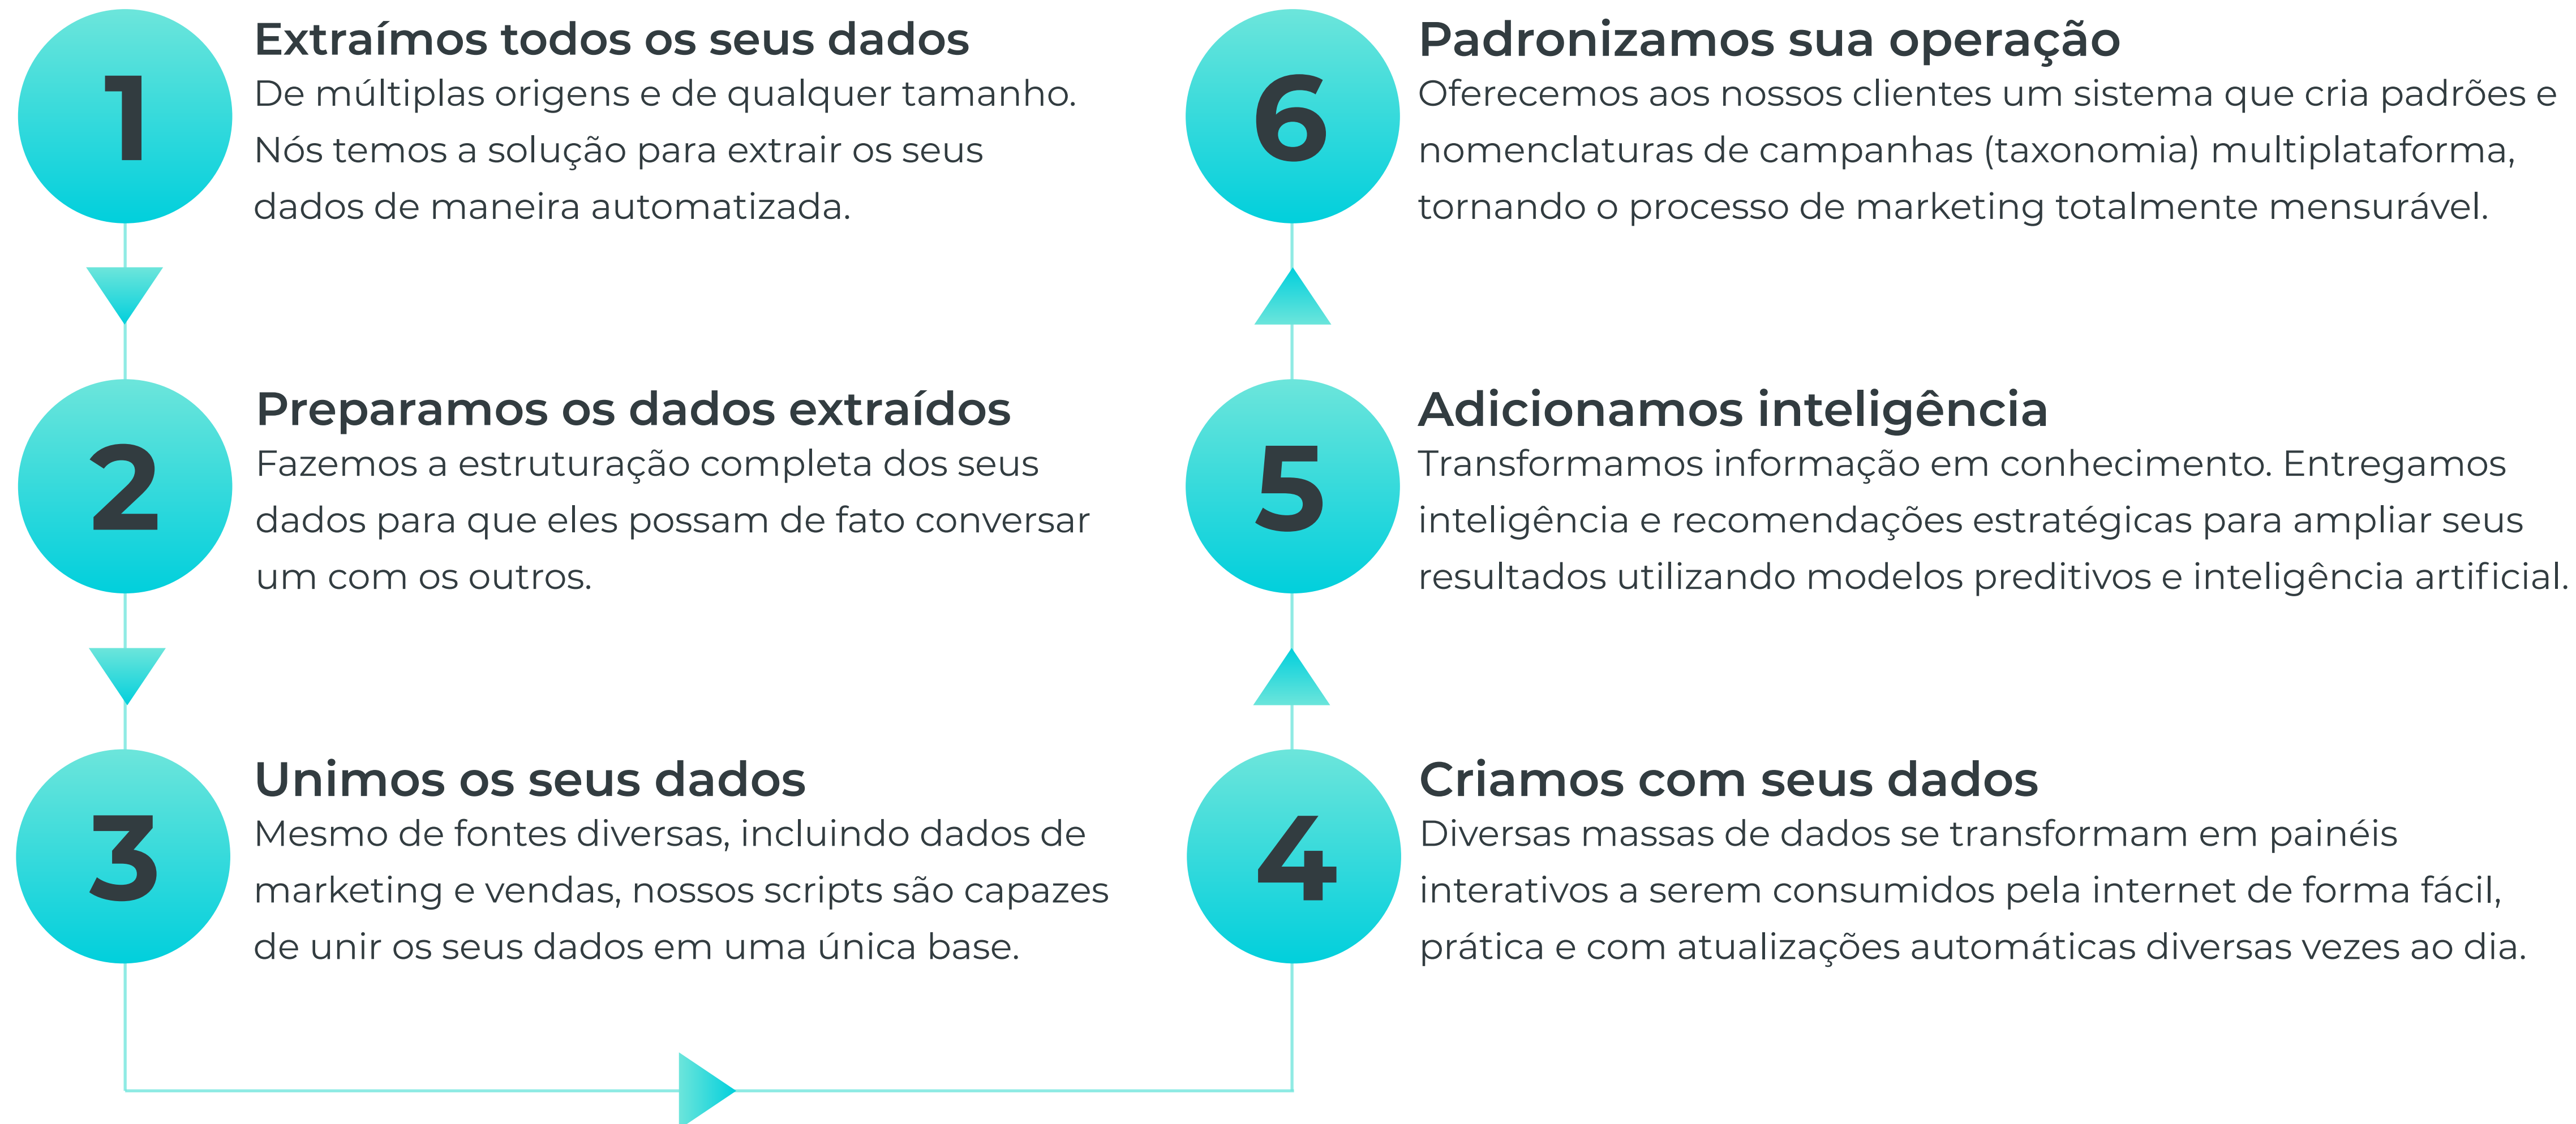 1
Extraímos todos os seus dados
De múltiplas origens e de qualquer tamanho.
Nós temos a solução para extrair os seus
dados de maneira automatizada.
2
Preparamos os dados extraídos
Fazemos a estruturação completa dos seus
dados para que eles possam de fato conversar
um com os outros.
3
Unimos os seus dados
Mesmo de fontes diversas, incluindo dados de
marketing e vendas, nossos scripts são capazes
de unir os seus dados em uma única base.
4
Criamos com seus dados
Diversas massas de dados se transformam em painéis
interativos a serem consumidos pela internet de forma fácil,
prática e com atualizações automáticas diversas vezes ao dia.
5
Adicionamos inteligência
Transformamos informação em conhecimento. Entregamos
inteligência e recomendações estratégicas para ampliar seus
resultados utilizando modelos preditivos e inteligência artificial.
6
Padronizamos sua operação
Oferecemos aos nossos clientes um sistema que cria padrões e
nomenclaturas de campanhas (taxonomia) multiplataforma,
tornando o processo de marketing totalmente mensurável.